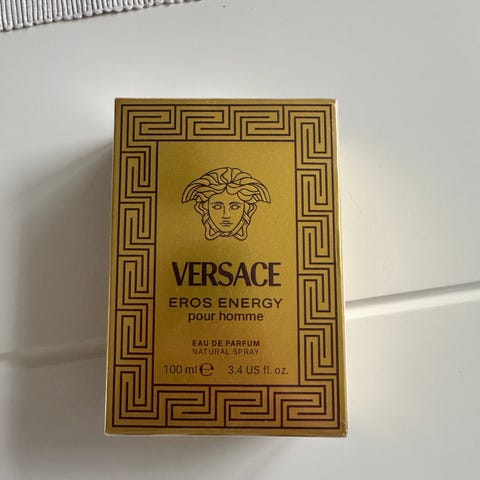 VERSACE
EROS ENERGY
pour homme
EAU DE PARFUM
NATURAL SPRAY
100 ml ℮ 3.4 US fl. oz.